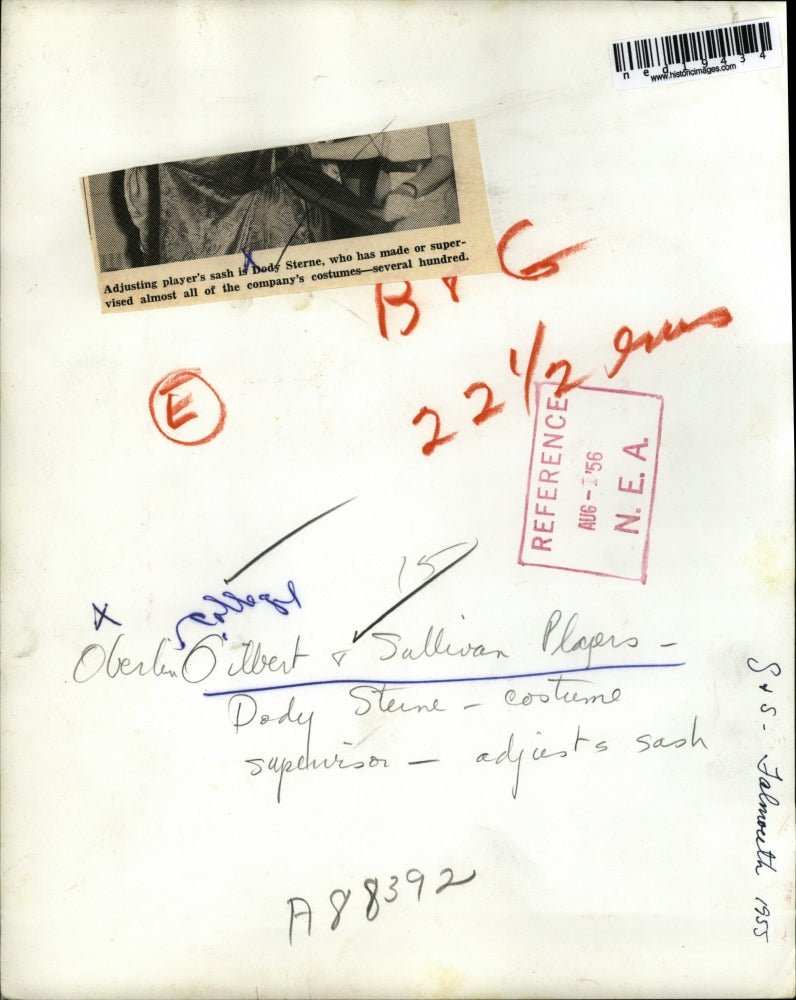 ned19434
www.historicimages.com
Adjusting player's sash is Dody Sterne, who has made or super-
vised almost all of the company's costumes—several hundred.
B & G
22 1/2 ems
E
REFERENCE
AUG - 1 '56
N. E. A.
15
College
X
Oberlin Gilbert & Sullivan Players -
Dody Sterne - costume
supervisor - adjusts sash
G & S - Falmouth 1955
A88392